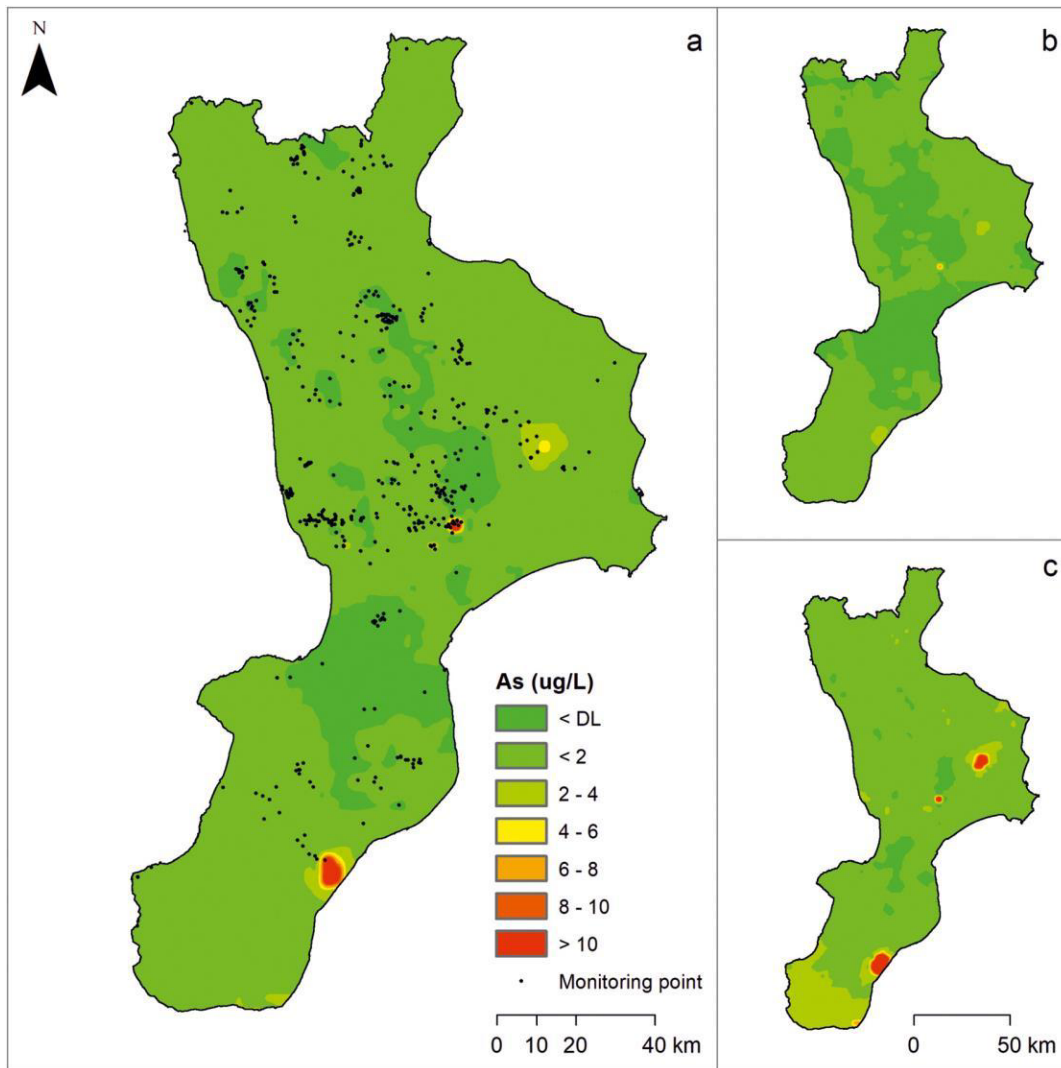 N
a
As (ug/L)
< DL
< 2
2 - 4
4 - 6
6 - 8
8 - 10
> 10
Monitoring point
0 10 20 40 km
b
c
0 50 km